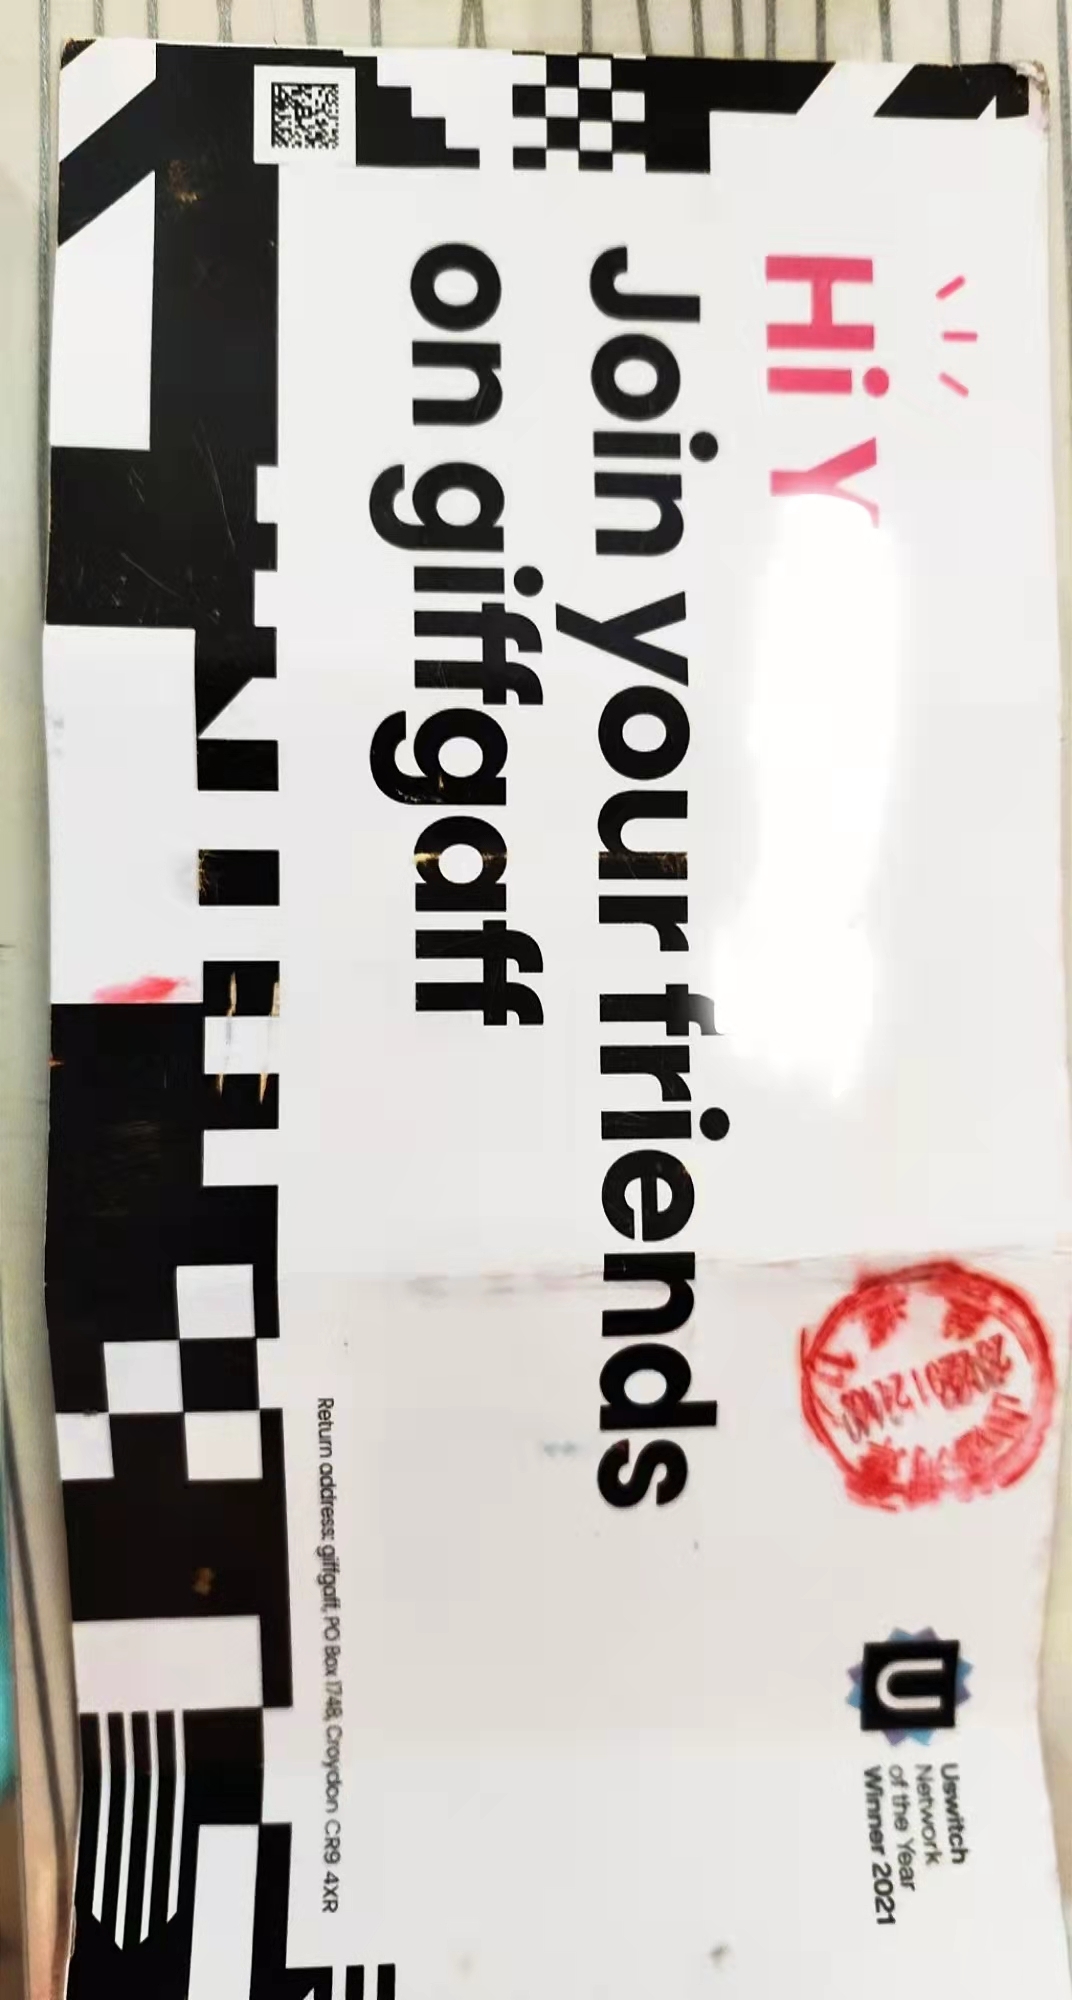 Hi Y
Join your friends
on giffgaff
Uswitch
Network
of the Year
Winner 2021
U
Return address: giffgaff, PO Box 1748, Croydon CR9 4XR